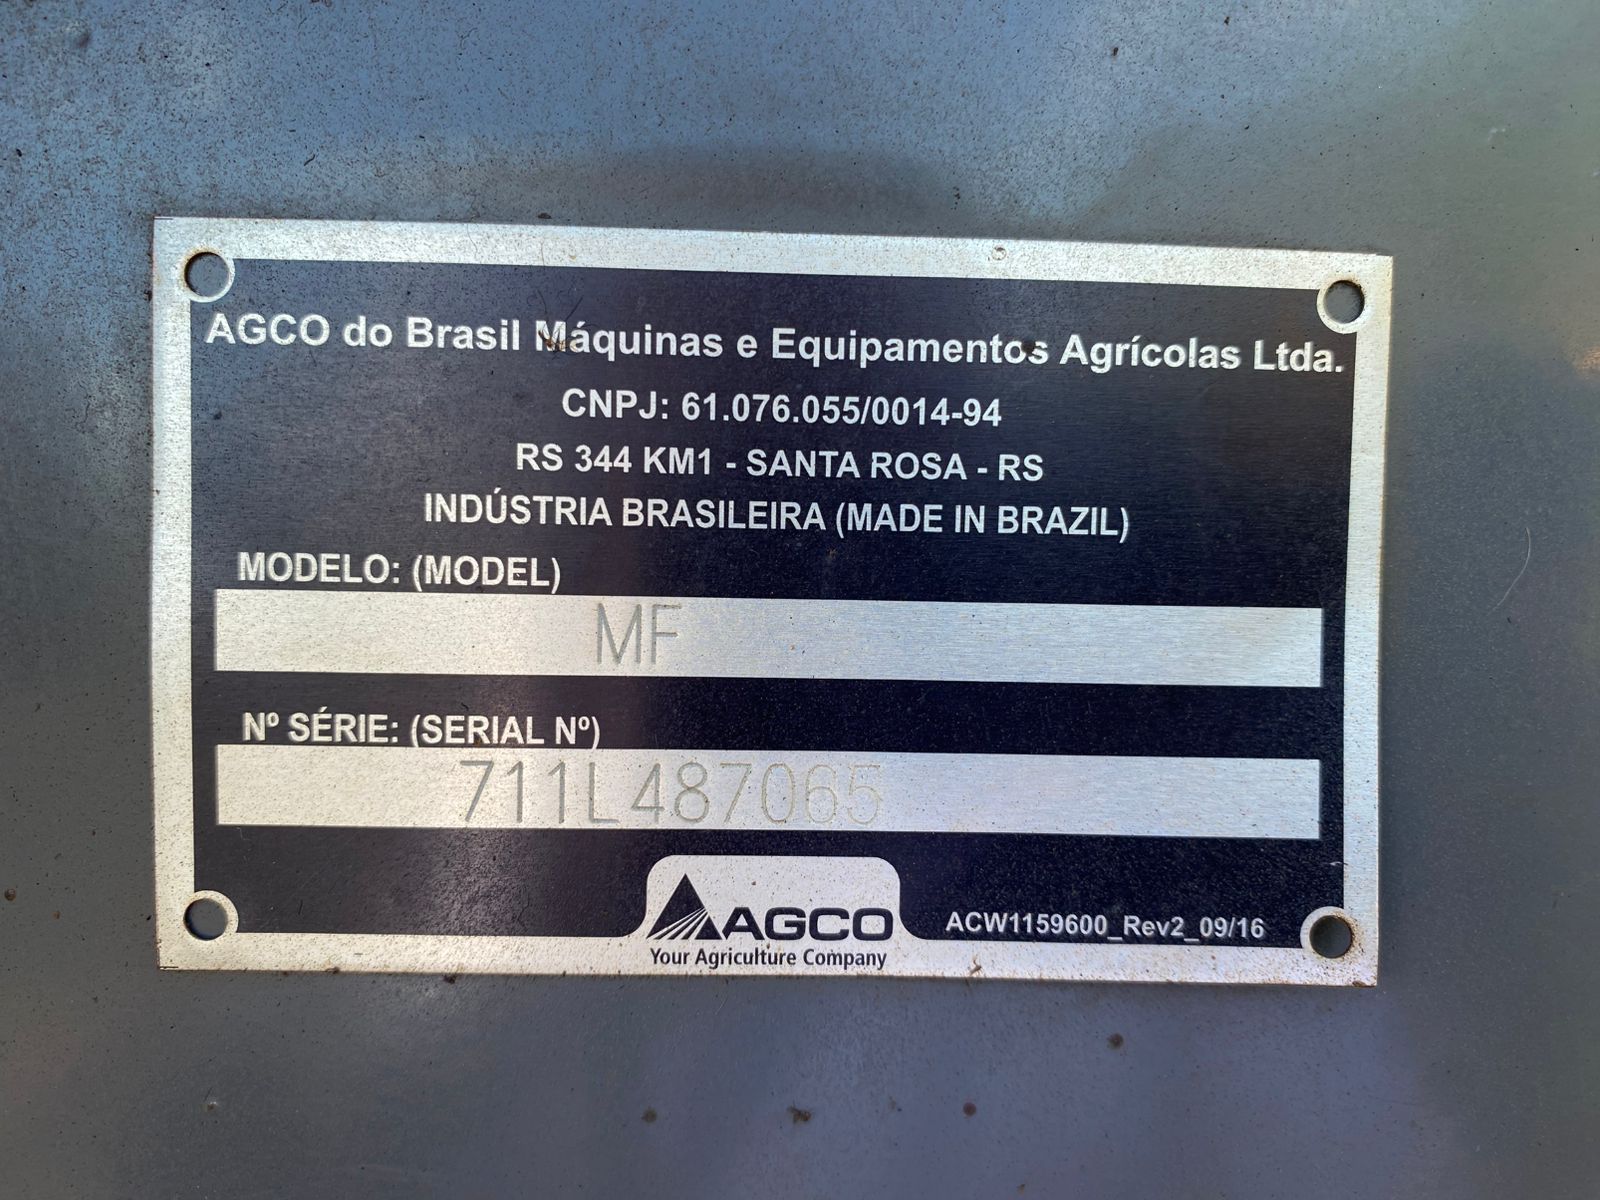 AGCO do Brasil Máquinas e Equipamentos Agrícolas Ltda.
CNPJ: 61.076.055/0014-94
RS 344 KM1 - SANTA ROSA - RS
INDÚSTRIA BRASILEIRA (MADE IN BRAZIL)
MODELO: (MODEL)
MF
Nº SÉRIE: (SERIAL Nº)
711L487065
AGCO
Your Agriculture Company
ACW1159600_Rev2_09/16